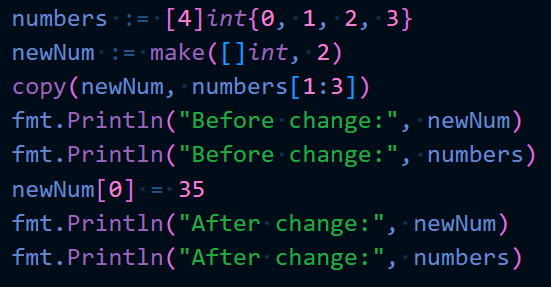 numbers := [4]int{0, 1, 2, 3}
newNum := make([]int, 2)
copy(newNum, numbers[1:3])
fmt.Println("Before change:", newNum)
fmt.Println("Before change:", numbers)
newNum[0] = 35
fmt.Println("After change:", newNum)
fmt.Println("After change:", numbers)